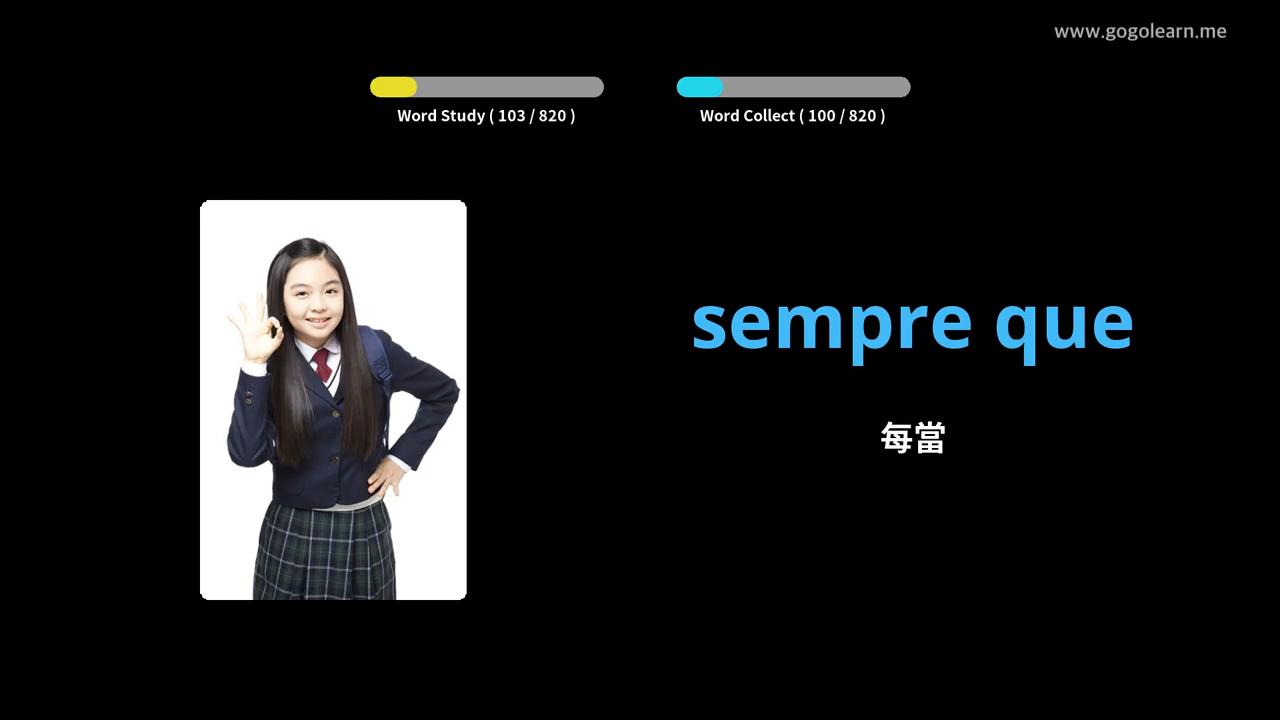 www.gogolearn.me
Word Study ( 103 / 820 )
Word Collect ( 100 / 820 )
sempre que
每當